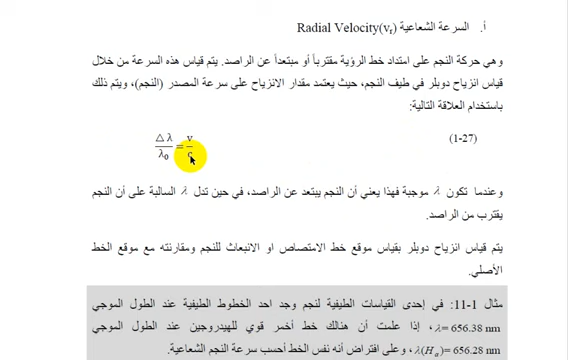 أ. السرعة الشعاعية Radial Velocity(vr)
وهي حركة النجم على امتداد خط الرؤية مقترباً أو مبتعداً عن الراصد. يتم قياس هذه السرعة من خلال
قياس انزياح دوبلر في طيف النجم، حيث يعتمد مقدار الانزياح على سرعة المصدر (النجم)، ويتم ذلك
باستخدام العلاقة التالية:
△λ/λ0 = v/c (1-27)
وعندما تكون λ موجبة فهذا يعني أن النجم يبتعد عن الراصد، في حين تدل λ السالبة على أن النجم
يقترب من الراصد.
يتم قياس انزياح دوبلر بقياس موقع خط الامتصاص او الانبعاث للنجم ومقارنته مع موقع الخط
الأصلي.
مثال 1-11: في إحدى القياسات الطيفية لنجم وجد احد الخطوط الطيفية عند الطول الموجي
λ= 656.38 nm، إذا علمت أن هنالك خط أحمر قوي للهيدروجين عند الطول الموجي
λ(Hα)= 656.28 nm، وعلى افتراض أنه نفس الخط أحسب سرعة النجم الشعاعية.